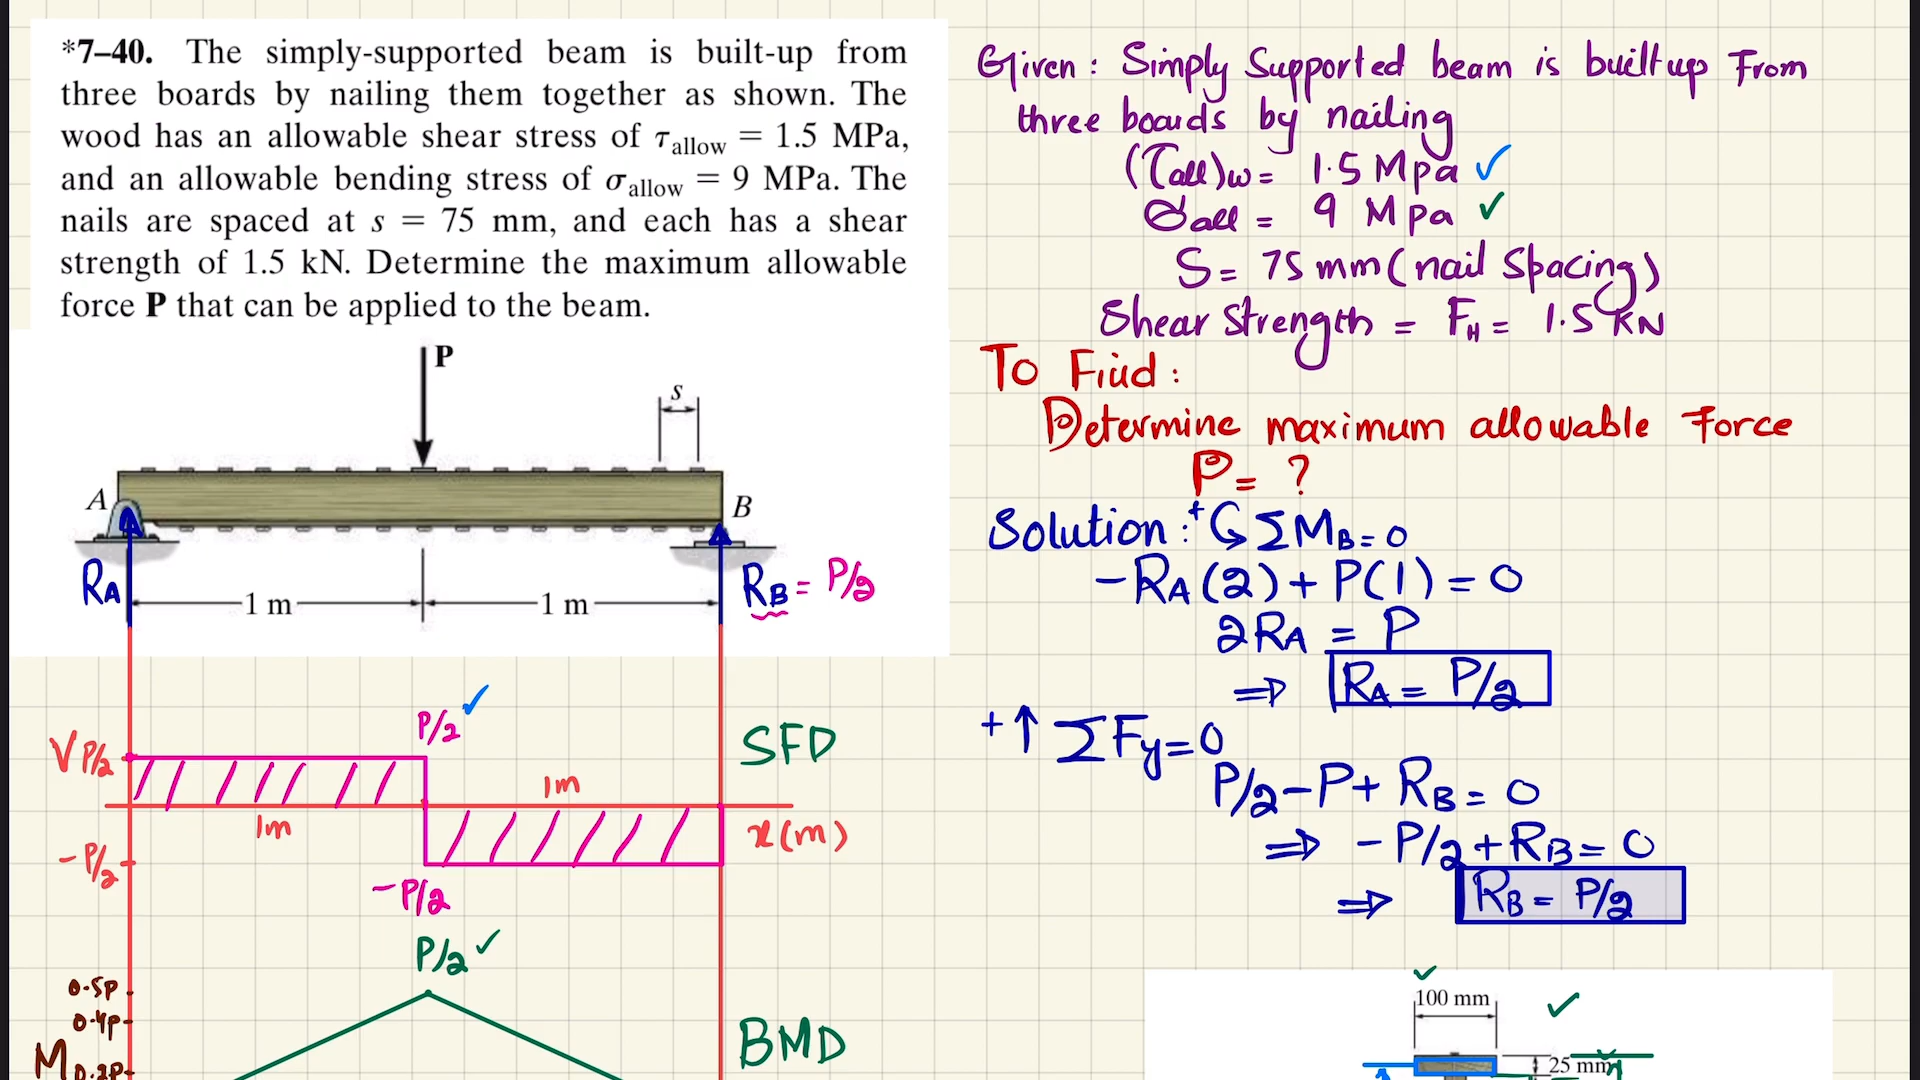 *7–40. The simply-supported beam is built-up from
three boards by nailing them together as shown. The
wood has an allowable shear stress of τallow = 1.5 MPa,
and an allowable bending stress of σallow = 9 MPa. The
nails are spaced at s = 75 mm, and each has a shear
strength of 1.5 kN. Determine the maximum allowable
force P that can be applied to the beam.
P
s
A
B
RA
RB = P/2
1 m
1 m
P/2 ✓
V P/2
SFD
1m
1m
x(m)
-P/2
-P/2
P/2 ✓
0.5P
0.4P
M
0.2P
BMD
Given: Simply Supported beam is built up From
three boards by nailing
(τall)w = 1.5 Mpa ✓
σall = 9 Mpa ✓
S = 75 mm (nail Spacing)
Shear Strength = FH = 1.5 KN
To Find:
Determine maximum allowable Force
P = ?
Solution: + ↺ ΣMB = 0
-RA(2) + P(1) = 0
2RA = P
⇒ RA = P/2
+↑ ΣFy = 0
P/2 - P + RB = 0
⇒ -P/2 + RB = 0
⇒ RB = P/2
✓
100 mm
✓
25 mm